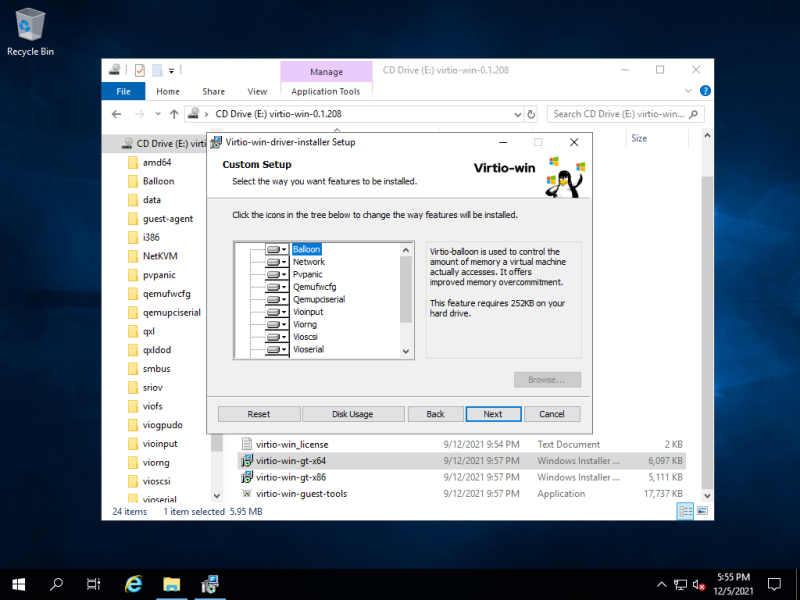 Recycle Bin
Manage
CD Drive (E:) virtio-win-0.1.208
File
Home
Share
View
Application Tools
CD Drive (E:) virtio-win-0.1.208
Search CD Drive (E:) virtio-win...
CD Drive (E:) virti
Size
amd64
Balloon
data
guest-agent
i386
NetKVM
pvpanic
qemufwcfg
qemupciserial
qxl
qxldod
smbus
sriov
viofs
viogpudo
vioinput
viorng
vioscsi
vioserial
Virtio-win-driver-installer Setup
Custom Setup
Select the way you want features to be installed.
Virtio-win
Click the icons in the tree below to change the way features will be installed.
Balloon
Network
Pvpanic
Qemufwcfg
Qemupciserial
Vioinput
Viorng
Vioscsi
Vioserial
Virtio-balloon is used to control the
amount of memory a virtual machine
actually accesses. It offers
improved memory overcommitment.
This feature requires 252KB on your
hard drive.
Browse...
Reset
Disk Usage
Back
Next
Cancel
virtio-win_license 9/12/2021 9:54 PM Text Document 2 KB
virtio-win-gt-x64 9/12/2021 9:57 PM Windows Installer ... 6,097 KB
virtio-win-gt-x86 9/12/2021 9:57 PM Windows Installer ... 5,111 KB
virtio-win-guest-tools 9/12/2021 9:57 PM Application 17,737 KB
24 items 1 item selected 5.95 MB
5:55 PM
12/5/2021